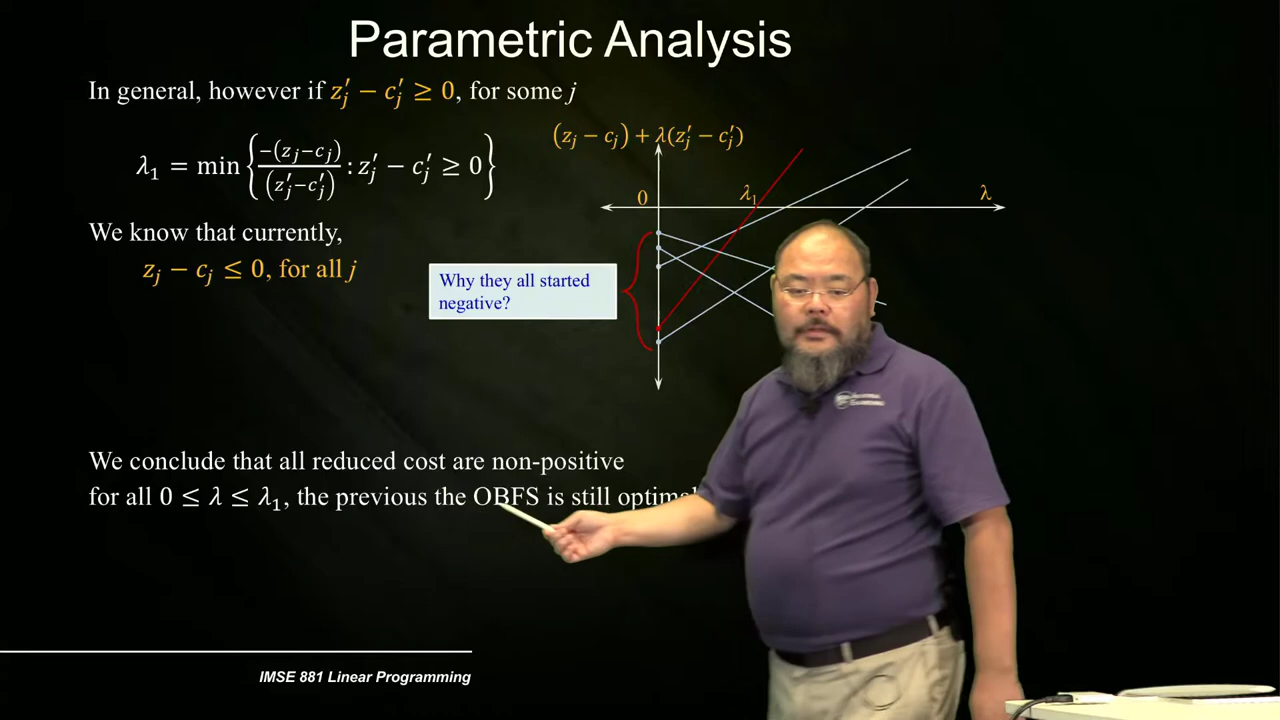 Parametric Analysis
In general, however if z′ⱼ − c′ⱼ ≥ 0, for some j
(zⱼ − cⱼ) + λ(z′ⱼ − c′ⱼ)
λ₁ = min { −(zⱼ−cⱼ) / (z′ⱼ−c′ⱼ) : z′ⱼ − c′ⱼ ≥ 0 }
0 λ₁ λ
We know that currently,
zⱼ − cⱼ ≤ 0, for all j
Why they all started
negative?
We conclude that all reduced cost are non-positive
for all 0 ≤ λ ≤ λ₁, the previous the OBFS is still optimal
IMSE 881 Linear Programming